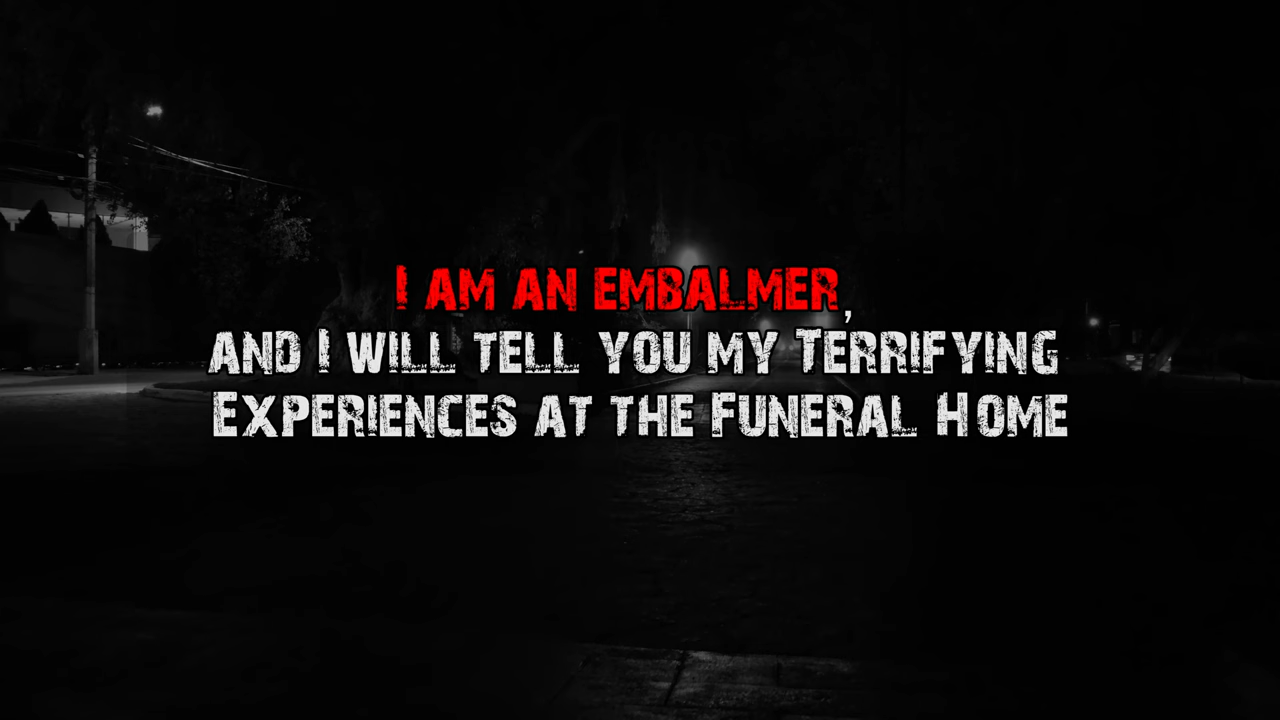 I AM AN EMBALMER,
AND I WILL TELL YOU MY TERRIFYING
EXPERIENCES AT THE FUNERAL HOME